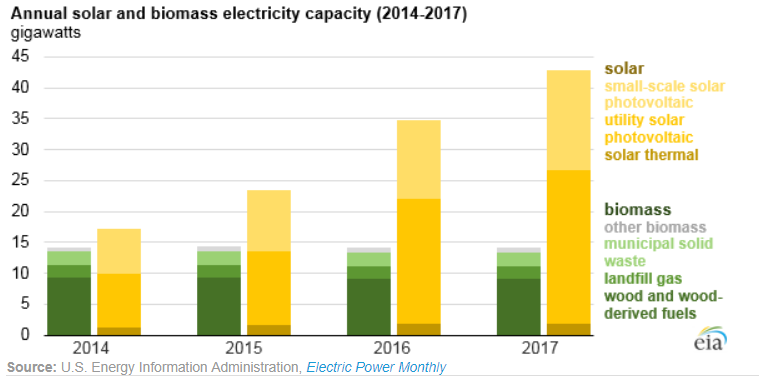 Annual solar and biomass electricity capacity (2014-2017)
gigawatts
45
40
35
30
25
20
15
10
5
0
2014
2015
2016
2017
solar
small-scale solar
photovoltaic
utility solar
photovoltaic
solar thermal
biomass
other biomass
municipal solid
waste
landfill gas
wood and wood-
derived fuels
eia
Source: U.S. Energy Information Administration, Electric Power Monthly